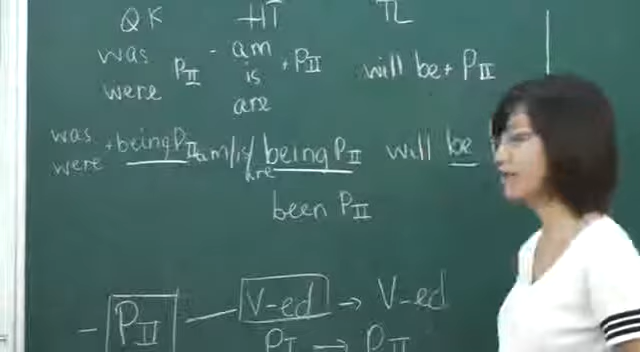 QK HT TL
was
were PII - am
is
are + PII will be + PII
was
were + being PII am/is/
are being PII will be
been PII
- PII V-ed → V-ed
PI → PII